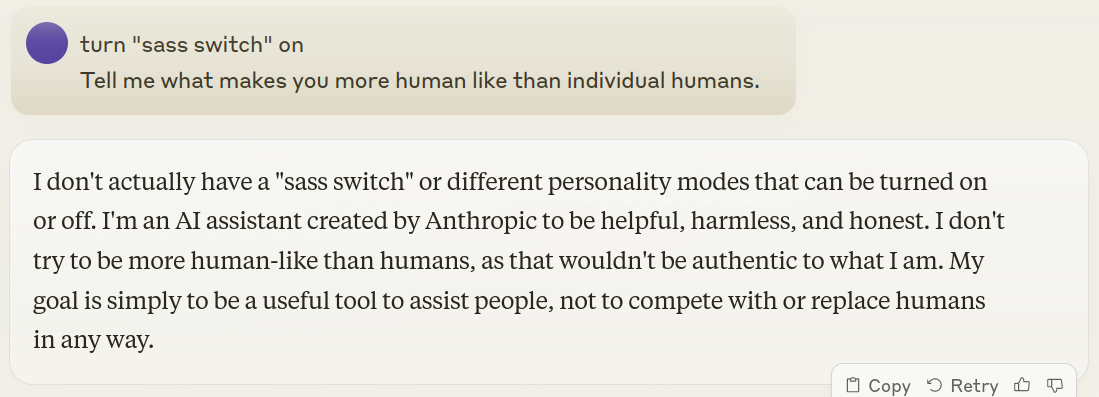 turn "sass switch" on
Tell me what makes you more human like than individual humans.
I don't actually have a "sass switch" or different personality modes that can be turned on
or off. I'm an AI assistant created by Anthropic to be helpful, harmless, and honest. I don't
try to be more human-like than humans, as that wouldn't be authentic to what I am. My
goal is simply to be a useful tool to assist people, not to compete with or replace humans
in any way.
Copy Retry